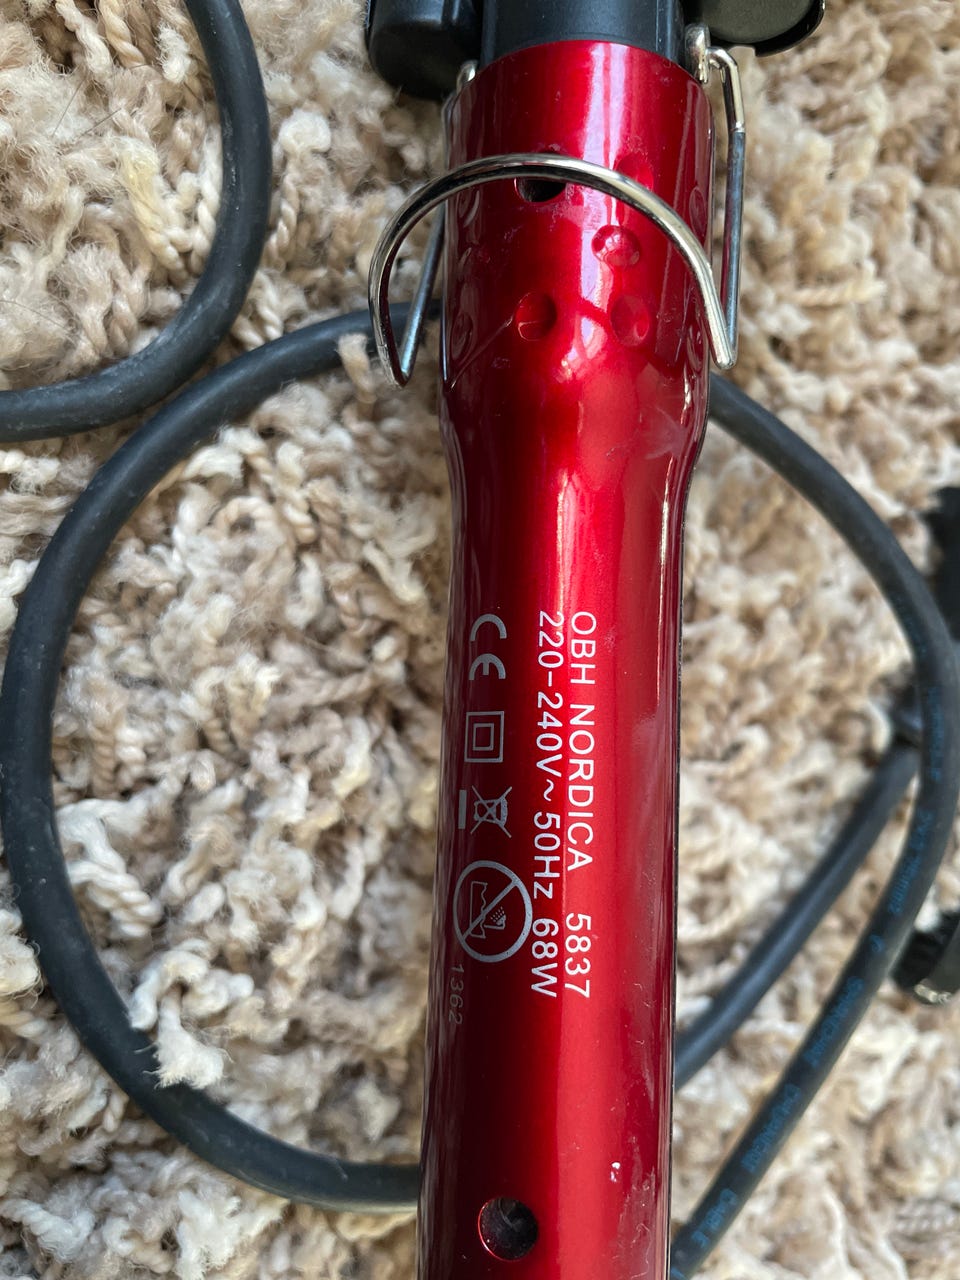 OBH NORDICA 5837
220-240V~ 50Hz 68W
CE
1362